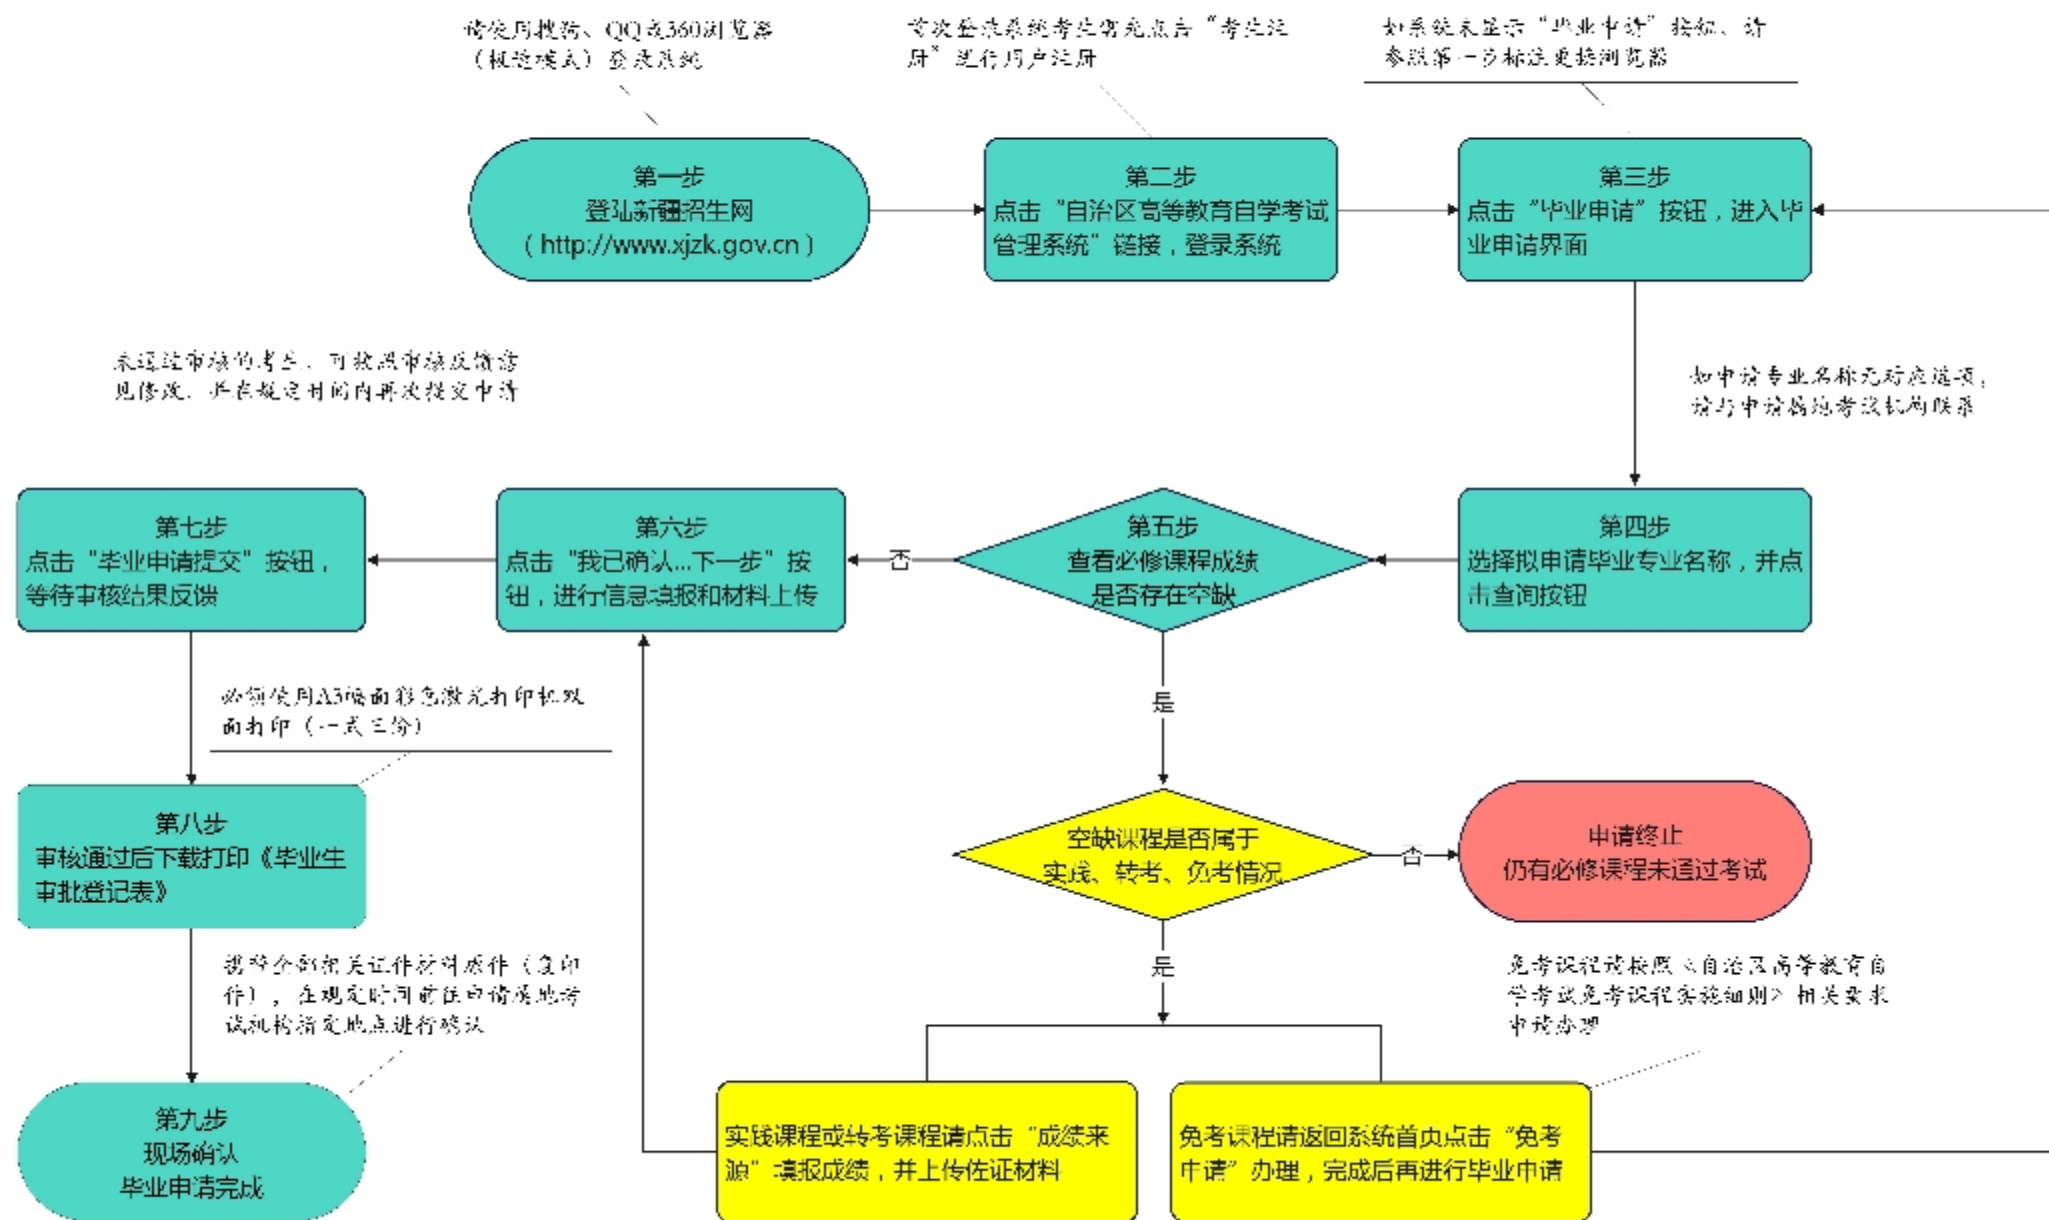 请使用搜狗、QQ或360浏览器
（极速模式）登录系统
首次登录系统考生需先点击“考生注
册”进行用户注册
如系统未显示“毕业申请”按钮，请
参照第一步标注更换浏览器
第一步
登陆新疆招生网
（http://www.xjzk.gov.cn）
第二步
点击“自治区高等教育自学考试
管理系统”链接，登录系统
第三步
点击“毕业申请”按钮，进入毕
业申请界面
未通过审核的考生，可按照审核反馈意
见修改，并在规定时间内再次提交申请
如申请专业名称无对应选项，
请与申请属地考试机构联系
第七步
点击“毕业申请提交”按钮，
等待审核结果反馈
第六步
点击“我已确认...下一步”按
钮，进行信息填报和材料上传
否
第五步
查看必修课程成绩
是否存在空缺
第四步
选择拟申请毕业专业名称，并点
击查询按钮
必须使用A3幅面彩色激光打印机双
面打印（一式三份）
是
第八步
审核通过后下载打印《毕业生
审批登记表》
空缺课程是否属于
实践、转考、免考情况
否
申请终止
仍有必修课程未通过考试
携带全部相关证件材料原件（复印
件），在规定时间前往申请属地考
试机构指定地点进行确认
是
免考课程请按照《自治区高等教育自
学考试免考课程实施细则》相关要求
申请办理
第九步
现场确认
毕业申请完成
实践课程或转考课程请点击“成绩来
源”填报成绩，并上传佐证材料
免考课程请返回系统首页点击“免考
申请”办理，完成后再进行毕业申请